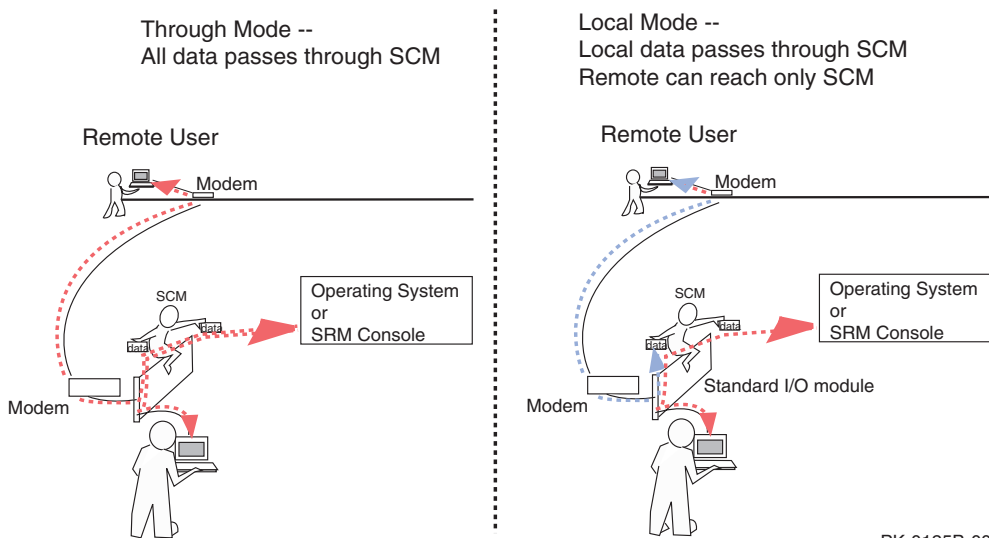 Through Mode --
All data passes through SCM
Remote User
Modem
SCM
data
data
Operating System
or
SRM Console
Modem
Local Mode --
Local data passes through SCM
Remote can reach only SCM
Remote User
Modem
SCM
data
data
Operating System
or
SRM Console
Standard I/O module
Modem